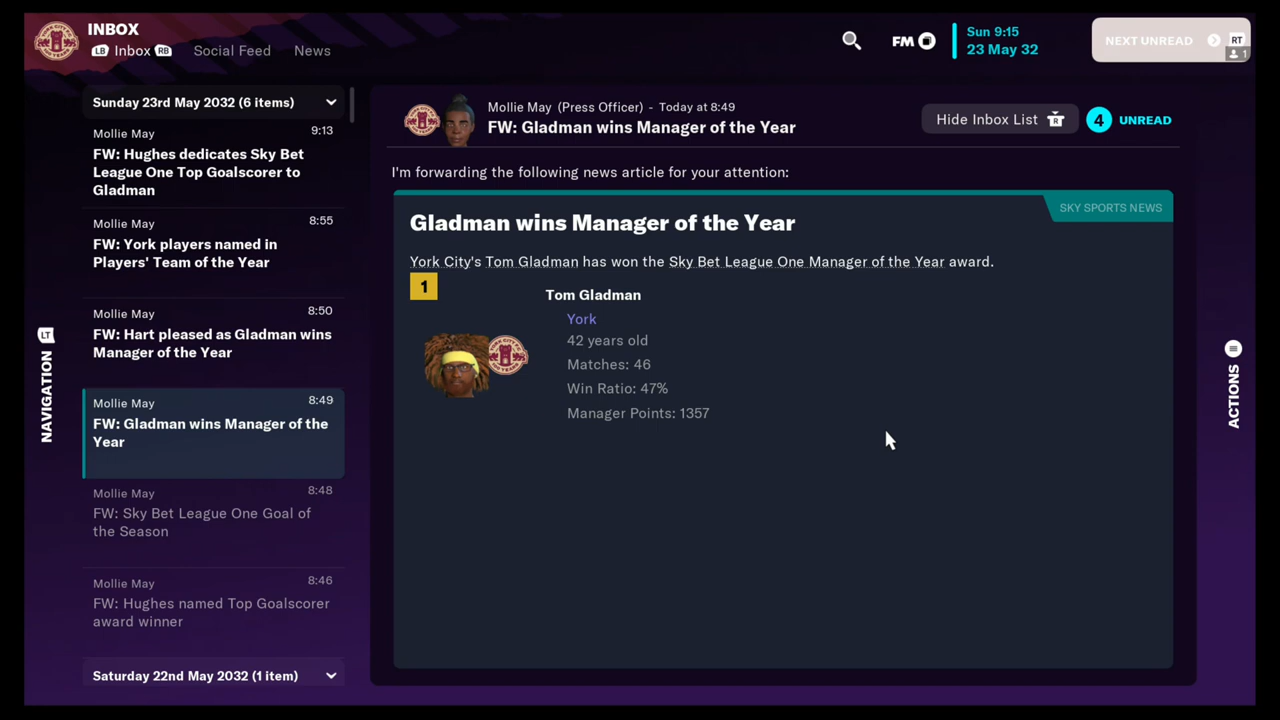 INBOX
LB Inbox RB Social Feed News
FM
Sun 9:15
23 May 32
NEXT UNREAD RT
1
Sunday 23rd May 2032 (6 items)
Mollie May 9:13
FW: Hughes dedicates Sky Bet
League One Top Goalscorer to
Gladman
Mollie May 8:55
FW: York players named in
Players' Team of the Year
Mollie May 8:50
FW: Hart pleased as Gladman wins
Manager of the Year
Mollie May 8:49
FW: Gladman wins Manager of the
Year
Mollie May 8:48
FW: Sky Bet League One Goal of
the Season
Mollie May 8:46
FW: Hughes named Top Goalscorer
award winner
Saturday 22nd May 2032 (1 item)
LT
NAVIGATION
Mollie May (Press Officer) - Today at 8:49
FW: Gladman wins Manager of the Year
Hide Inbox List R
4 UNREAD
I'm forwarding the following news article for your attention:
SKY SPORTS NEWS
Gladman wins Manager of the Year
York City's Tom Gladman has won the Sky Bet League One Manager of the Year award.
1
Tom Gladman
York
42 years old
Matches: 46
Win Ratio: 47%
Manager Points: 1357
ACTIONS